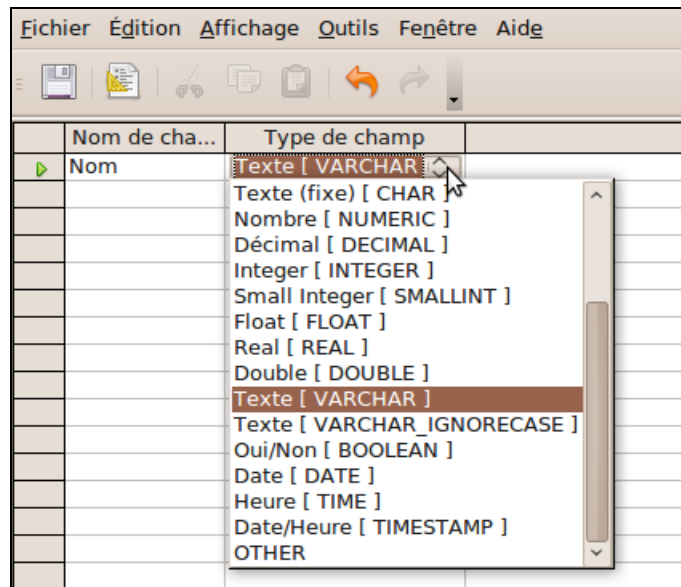 Fichier Édition Affichage Outils Fenêtre Aide
Nom de cha... Type de champ
Nom Texte [ VARCHAR
Texte (fixe) [ CHAR ]
Nombre [ NUMERIC ]
Décimal [ DECIMAL ]
Integer [ INTEGER ]
Small Integer [ SMALLINT ]
Float [ FLOAT ]
Real [ REAL ]
Double [ DOUBLE ]
Texte [ VARCHAR ]
Texte [ VARCHAR_IGNORECASE ]
Oui/Non [ BOOLEAN ]
Date [ DATE ]
Heure [ TIME ]
Date/Heure [ TIMESTAMP ]
OTHER